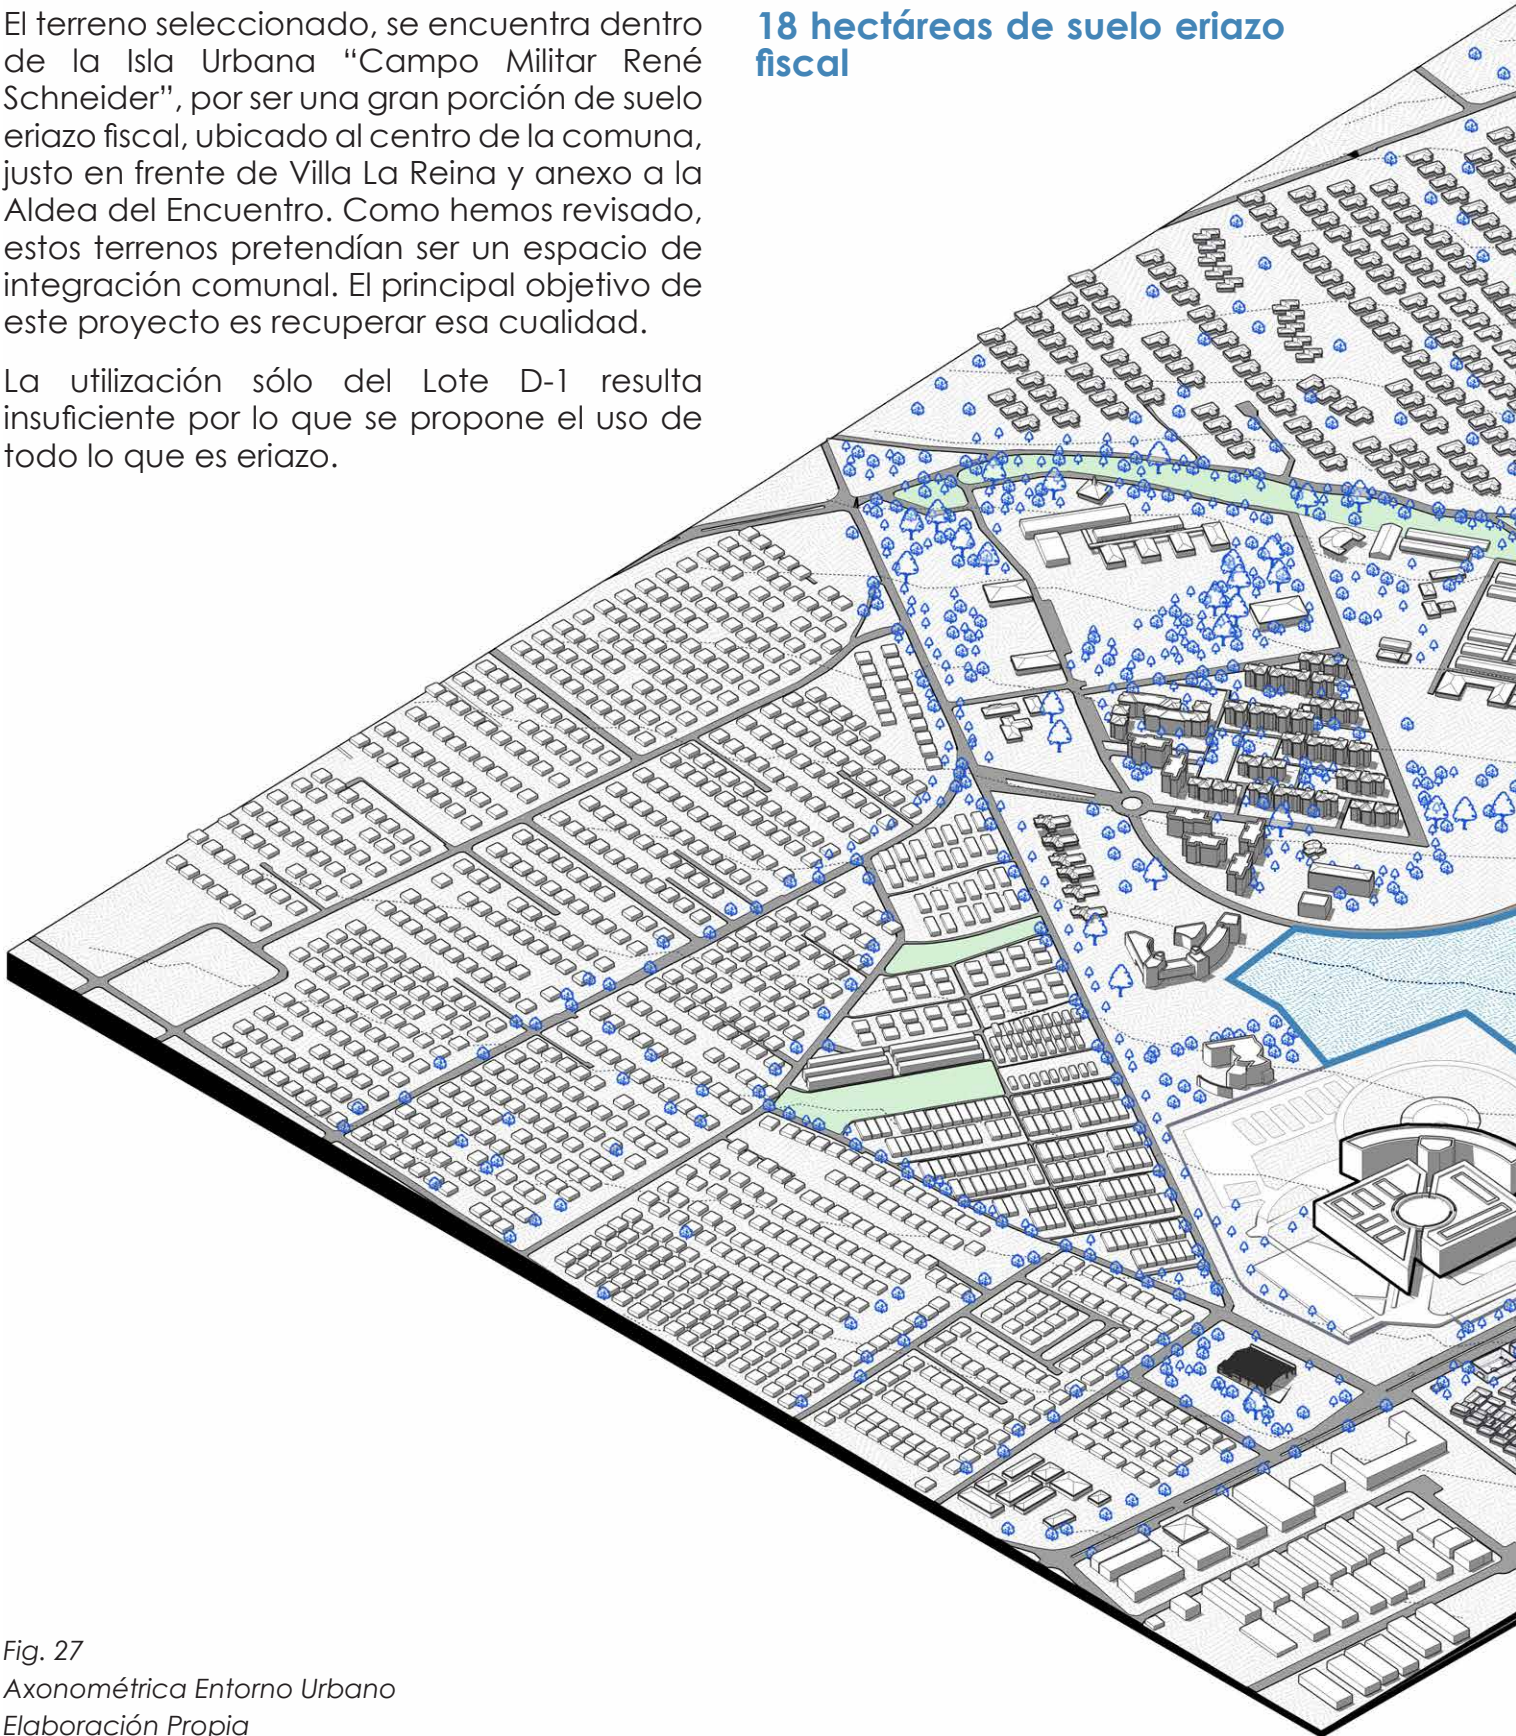 El terreno seleccionado, se encuentra dentro
de la Isla Urbana “Campo Militar René
Schneider”, por ser una gran porción de suelo
eriazo fiscal, ubicado al centro de la comuna,
justo en frente de Villa La Reina y anexo a la
Aldea del Encuentro. Como hemos revisado,
estos terrenos pretendían ser un espacio de
integración comunal. El principal objetivo de
este proyecto es recuperar esa cualidad.
La utilización sólo del Lote D-1 resulta
insuficiente por lo que se propone el uso de
todo lo que es eriazo.
18 hectáreas de suelo eriazo
fiscal
Fig. 27
Axonométrica Entorno Urbano
Elaboración Propia